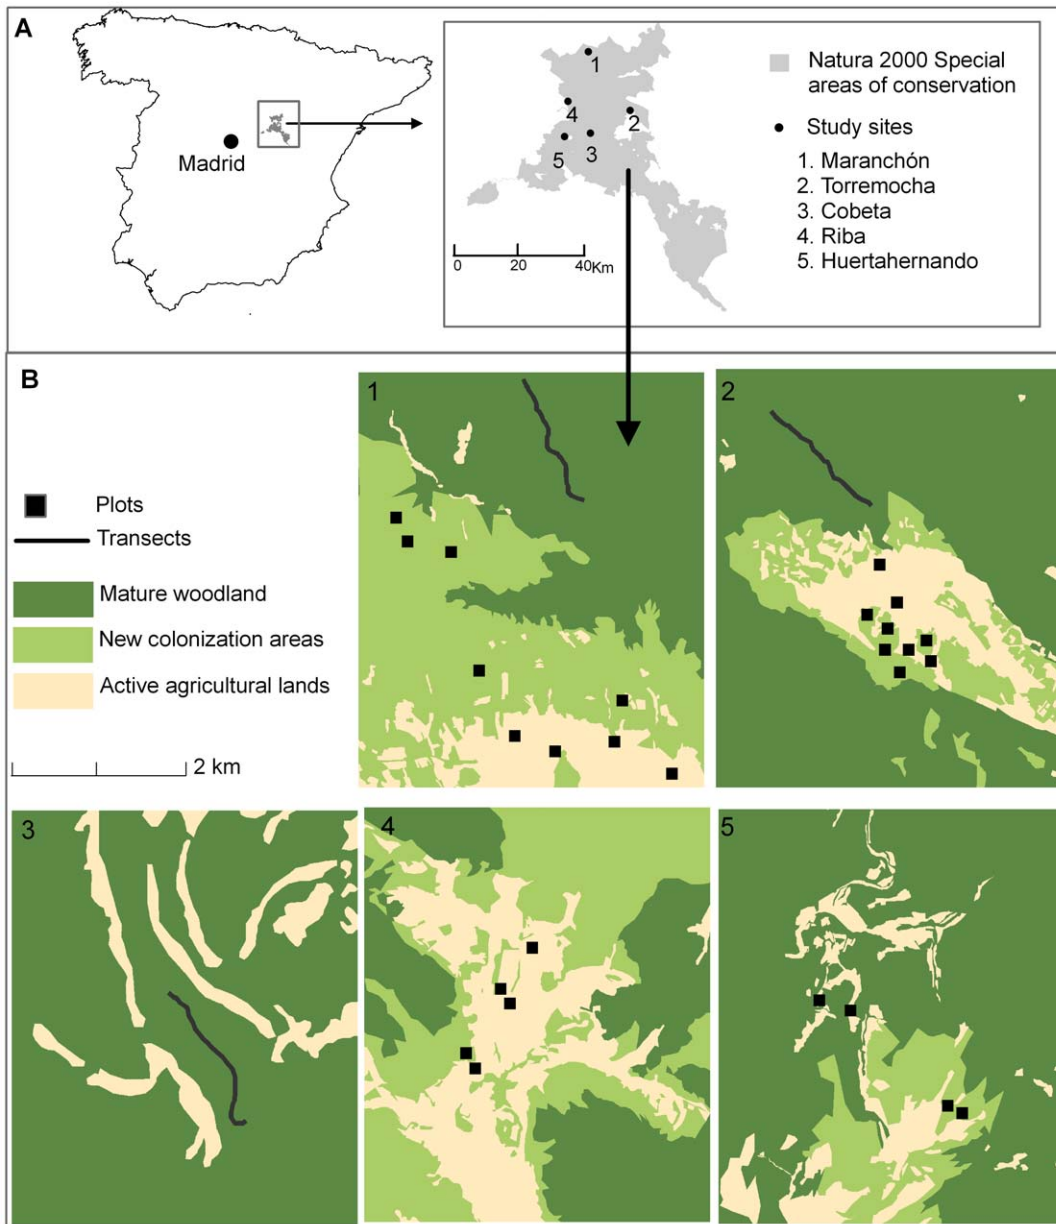 A
Madrid
1
4
2
5
3
0 20 40 Km
Natura 2000 Special
areas of conservation
Study sites
1. Maranchón
2. Torremocha
3. Cobeta
4. Riba
5. Huertahernando
B
Plots
Transects
Mature woodland
New colonization areas
Active agricultural lands
2 km
1
2
3
4
5